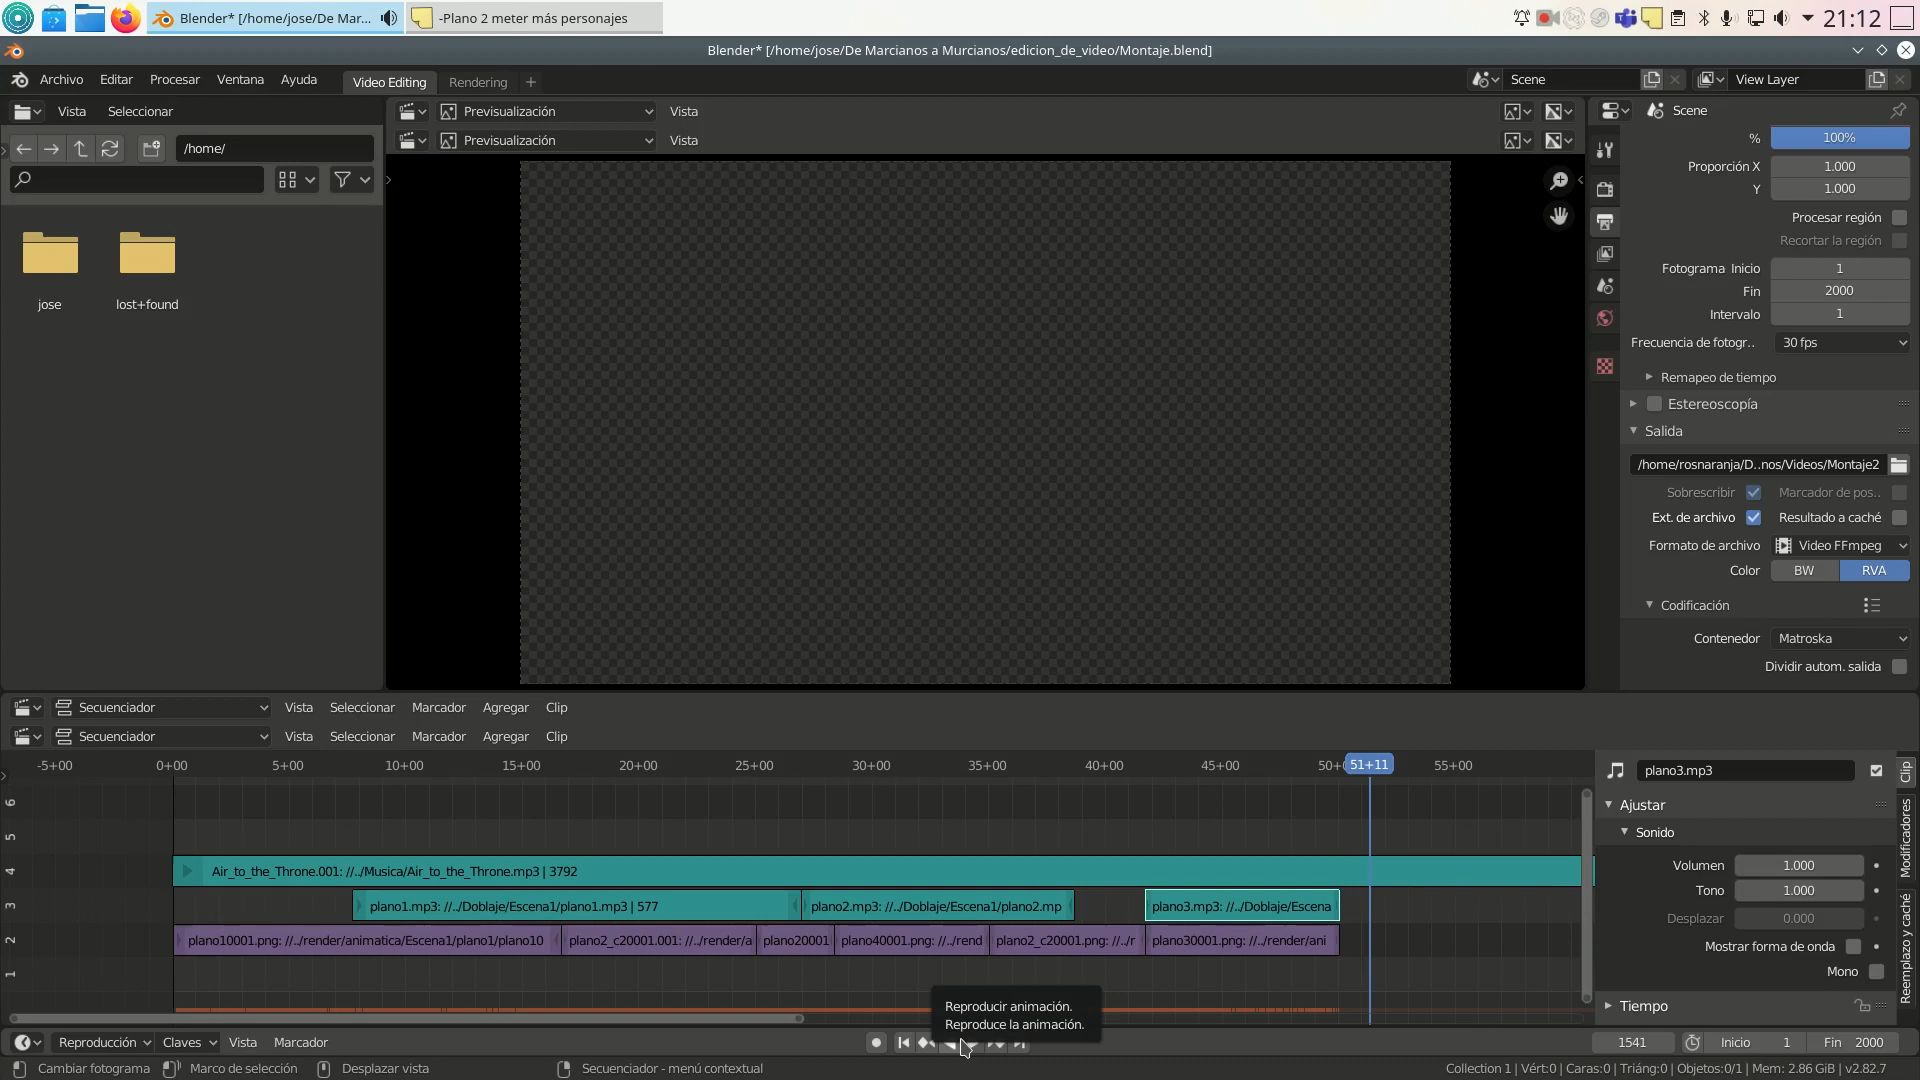 Blender* [/home/jose/De Mar...
-Plano 2 meter más personajes
21:12
Blender* [/home/jose/De Marcianos a Murcianos/edicion_de_video/Montaje.blend]
Archivo Editar Procesar Ventana Ayuda
Video Editing Rendering +
Scene
View Layer
Vista Seleccionar
Previsualización Vista
Scene
/home/
Previsualización Vista
jose
lost+found
% 100%
Proporción X 1.000
Y 1.000
Procesar región
Recortar la región
Fotograma Inicio 1
Fin 2000
Intervalo 1
Frecuencia de fotogr.. 30 fps
Remapeo de tiempo
Estereoscopía
Salida
/home/rosnaranja/D..nos/Videos/Montaje2
Sobrescribir Marcador de pos..
Ext. de archivo Resultado a caché
Formato de archivo Video FFmpeg
Color BW RVA
Codificación
Contenedor Matroska
Dividir autom. salida
Secuenciador Vista Seleccionar Marcador Agregar Clip
Secuenciador Vista Seleccionar Marcador Agregar Clip
-5+00 0+00 5+00 10+00 15+00 20+00 25+00 30+00 35+00 40+00 45+00 50+ 51+11 55+00
6
5
4
3
2
1
Air_to_the_Throne.001: //../Musica/Air_to_the_Throne.mp3 | 3792
plano1.mp3: //../Doblaje/Escena1/plano1.mp3 | 577
plano2.mp3: //../Doblaje/Escena1/plano2.mp
plano3.mp3: //../Doblaje/Escena
plano10001.png: //../render/animatica/Escena1/plano1/plano10
plano2_c20001.001: //../render/a
plano20001
plano40001.png: //../rend
plano2_c20001.png: //../r
plano30001.png: //../render/ani
plano3.mp3
Ajustar
Sonido
Volumen 1.000
Tono 1.000
Desplazar 0.000
Mostrar forma de onda
Mono
Tiempo
Clip
Modificadores
Reemplazo y caché
Reproducir animación.
Reproduce la animación.
Reproducción Claves Vista Marcador
1541 Inicio 1 Fin 2000
Cambiar fotograma Marco de selección Desplazar vista Secuenciador - menú contextual
Collection 1 | Vért:0 | Caras:0 | Triáng:0 | Objetos:0/1 | Mem: 2.86 GiB | v2.82.7